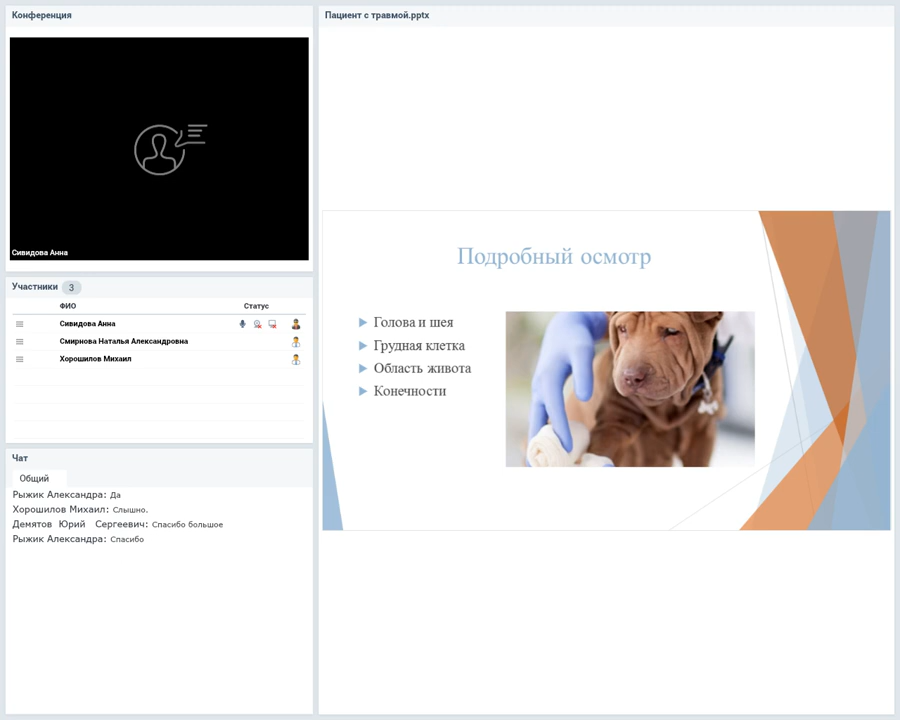 Конференция
Сивидова Анна
Участники 3
ФИО Статус
Сивидова Анна
Смирнова Наталья Александровна
Хорошилов Михаил
Чат
Общий
Рыжик Александра: Да
Хорошилов Михаил: Слышно.
Демятов Юрий Сергеевич: Спасибо большое
Рыжик Александра: Спасибо
Пациент с травмой.pptx
Подробный осмотр
Голова и шея
Грудная клетка
Область живота
Конечности